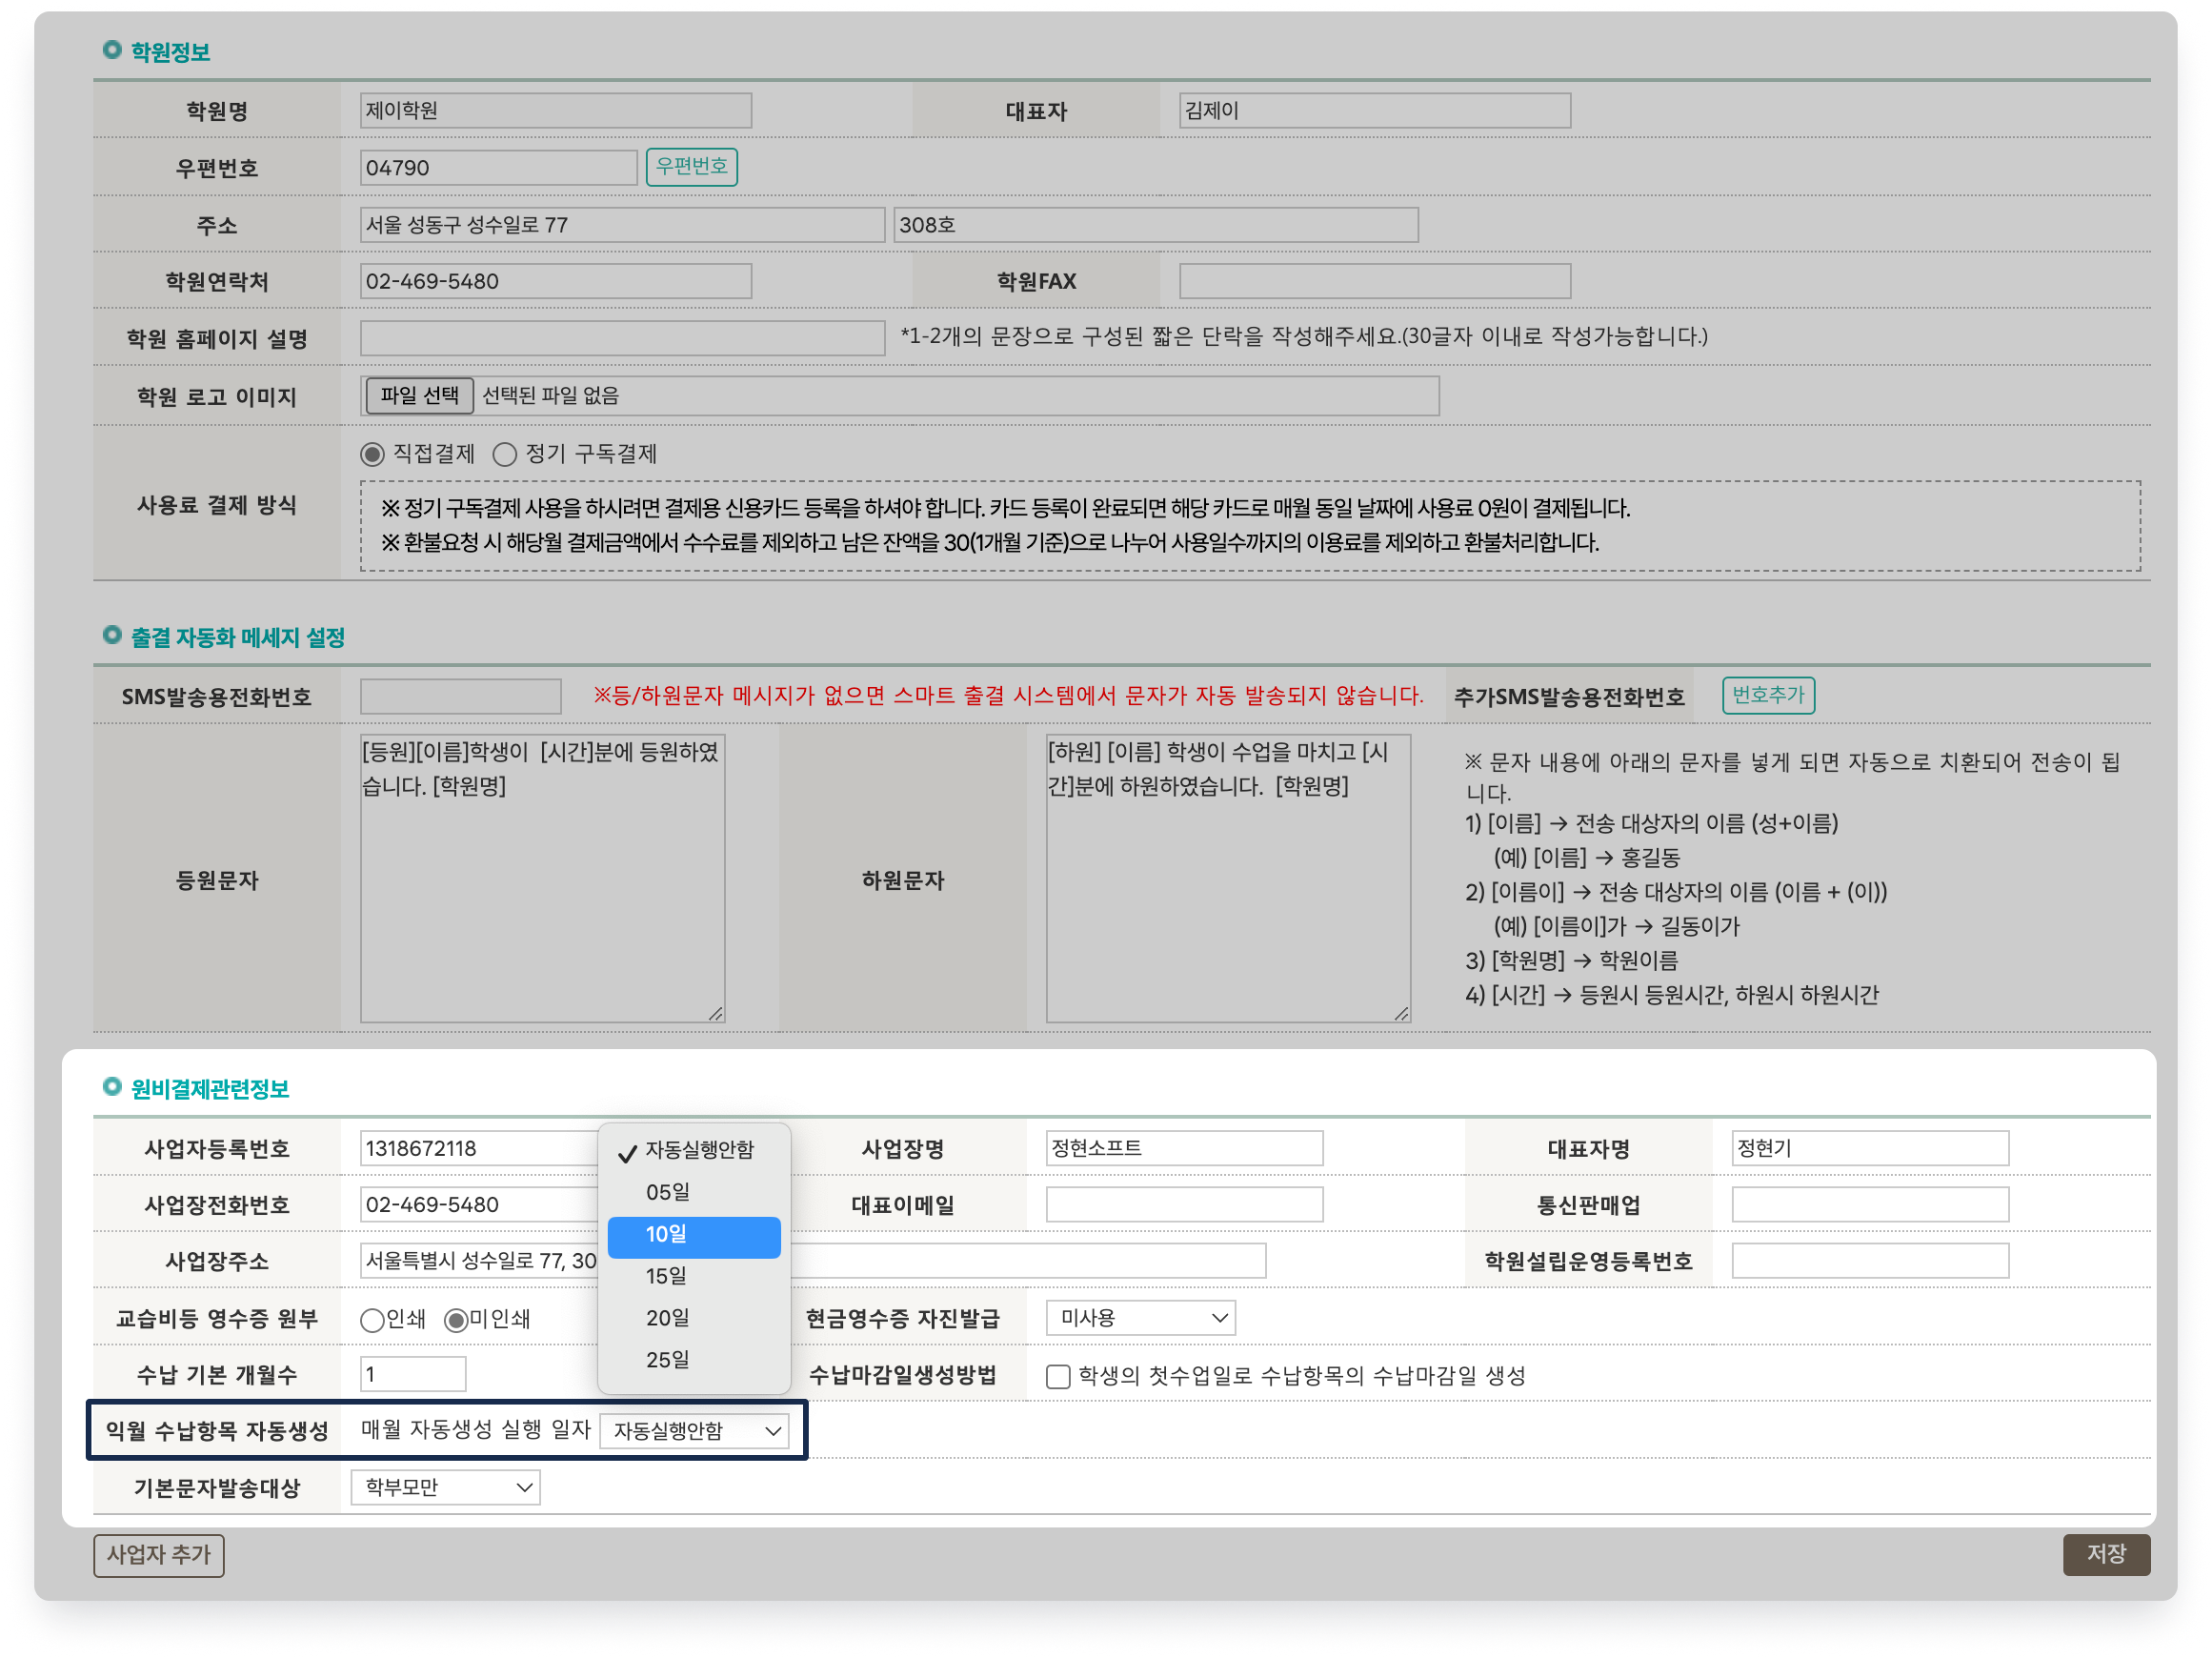 학원정보
학원명 제이학원 대표자 김제이
우편번호 04790 우편번호
주소 서울 성동구 성수일로 77 308호
학원연락처 02-469-5480 학원FAX
학원 홈페이지 설명 *1-2개의 문장으로 구성된 짧은 단락을 작성해주세요.(30글자 이내로 작성가능합니다.)
학원 로고 이미지 파일 선택 선택된 파일 없음
사용료 결제 방식 직접결제 정기 구독결제
※ 정기 구독결제 사용을 하시려면 결제용 신용카드 등록을 하셔야 합니다. 카드 등록이 완료되면 해당 카드로 매월 동일 날짜에 사용료 0원이 결제됩니다.
※ 환불요청 시 해당월 결제금액에서 수수료를 제외하고 남은 잔액을 30(1개월 기준)으로 나누어 사용일수까지의 이용료를 제외하고 환불처리합니다.
출결 자동화 메세지 설정
SMS발송용전화번호 ※등/하원문자 메시지가 없으면 스마트 출결 시스템에서 문자가 자동 발송되지 않습니다. 추가SMS발송용전화번호 번호추가
등원문자
[등원][이름]학생이  [시간]분에 등원하였
습니다. [학원명]
하원문자
[하원] [이름] 학생이 수업을 마치고 [시
간]분에 하원하였습니다.  [학원명]
※ 문자 내용에 아래의 문자를 넣게 되면 자동으로 치환되어 전송이 됩
니다.
1) [이름] → 전송 대상자의 이름 (성+이름)
(예) [이름] → 홍길동
2) [이름이] → 전송 대상자의 이름 (이름 + (이))
(예) [이름이]가 → 길동이가
3) [학원명] → 학원이름
4) [시간] → 등원시 등원시간, 하원시 하원시간
원비결제관련정보
사업자등록번호 1318672118 사업장명 정현소프트 대표자명 정현기
사업장전화번호 02-469-5480 대표이메일 통신판매업
사업장주소 서울특별시 성수일로 77, 30 학원설립운영등록번호
교습비등 영수증 원부 인쇄 미인쇄 현금영수증 자진발급 미사용
수납 기본 개월수 1 수납마감일생성방법 학생의 첫수업일로 수납항목의 수납마감일 생성
✓ 자동실행안함
05일
10일
15일
20일
25일
익월 수납항목 자동생성 매월 자동생성 실행 일자 자동실행안함
기본문자발송대상 학부모만
사업자 추가 저장